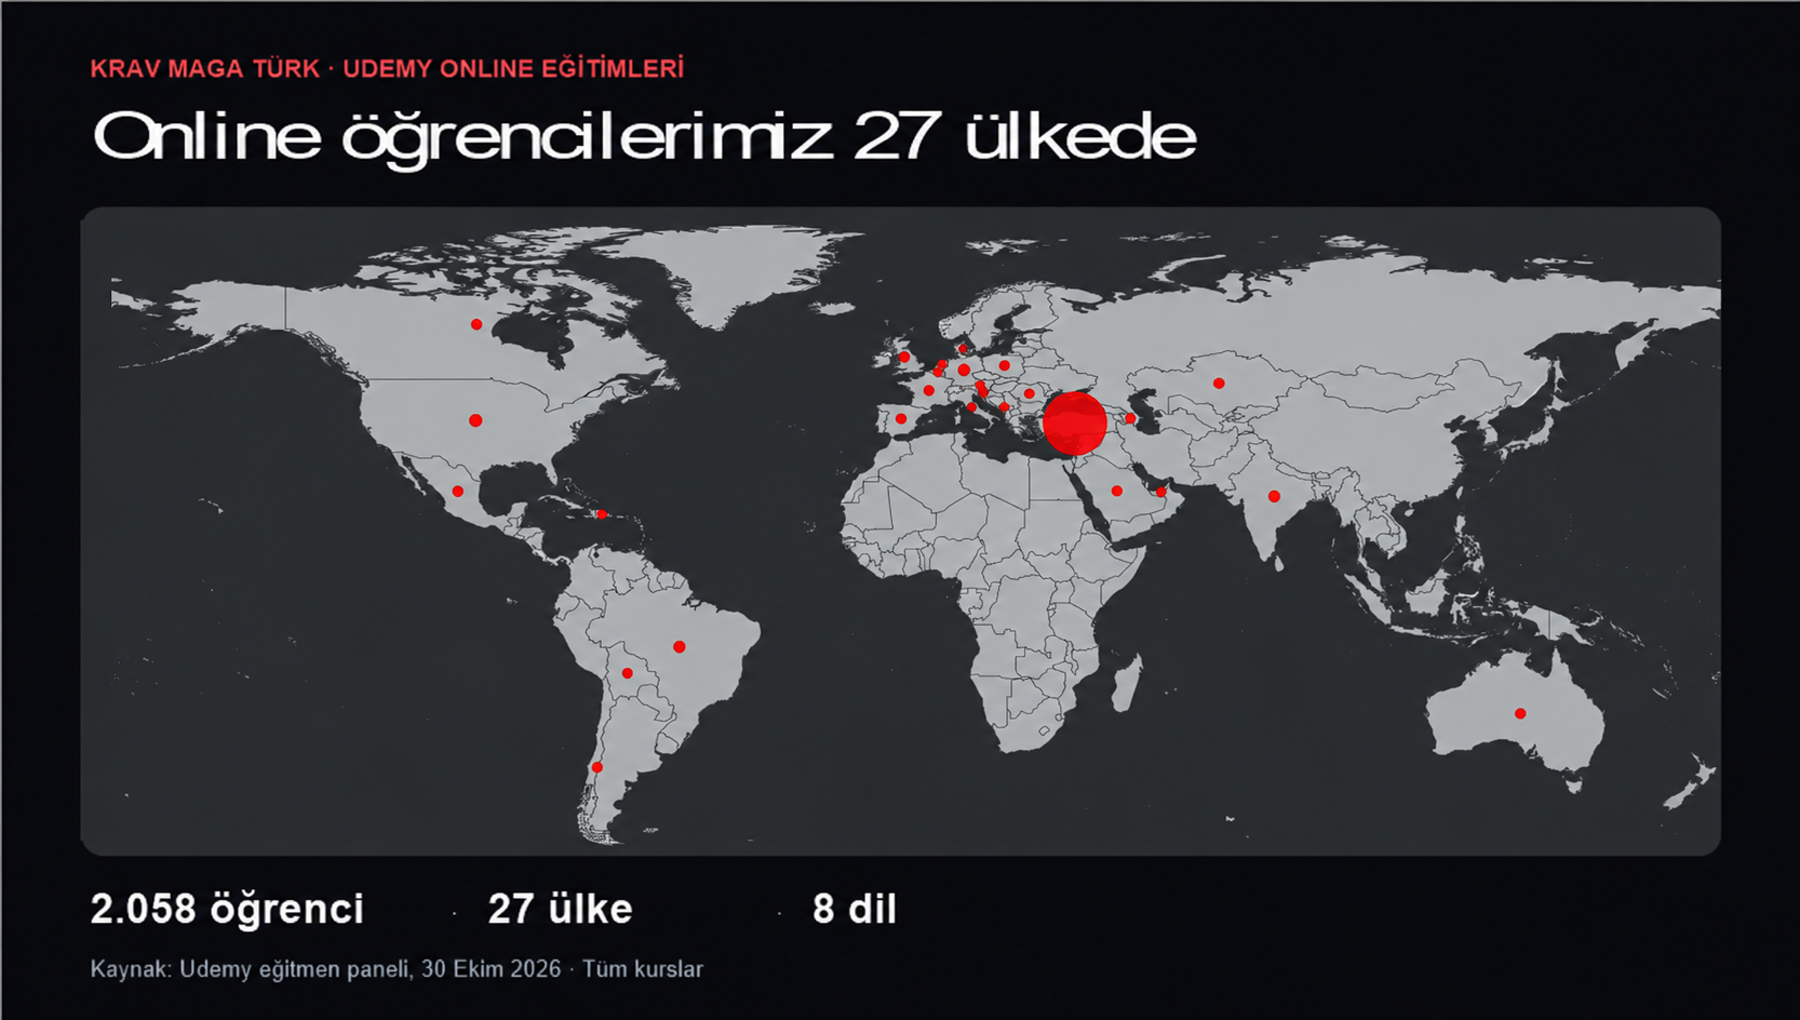 KRAV MAGA TÜRK · UDEMY ONLINE EĞİTİMLERİ
Online öğrencilerimiz 27 ülkede
2.058 öğrenci · 27 ülke · 8 dil
Kaynak: Udemy eğitmen paneli, 30 Ekim 2026 · Tüm kurslar